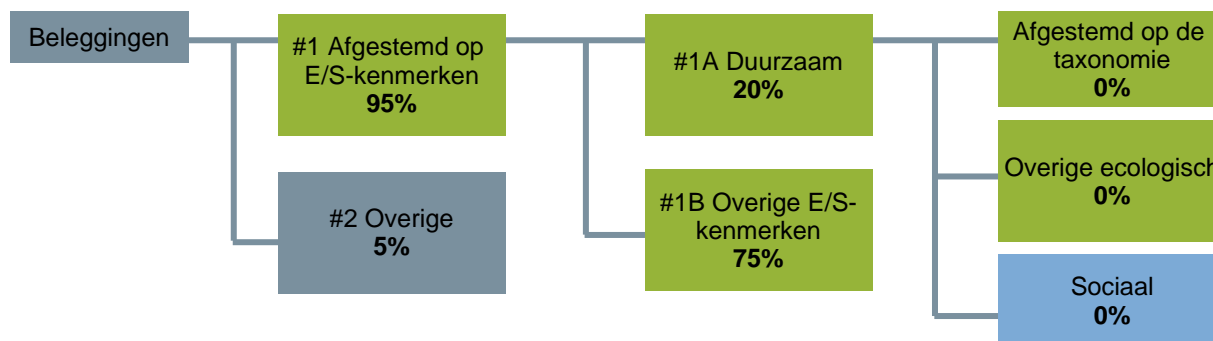 Beleggingen
#1 Afgestemd op
E/S-kenmerken
95%
#2 Overige
5%
#1A Duurzaam
20%
#1B Overige E/S-
kenmerken
75%
Afgestemd op de
taxonomie
0%
Overige ecologisch
0%
Sociaal
0%